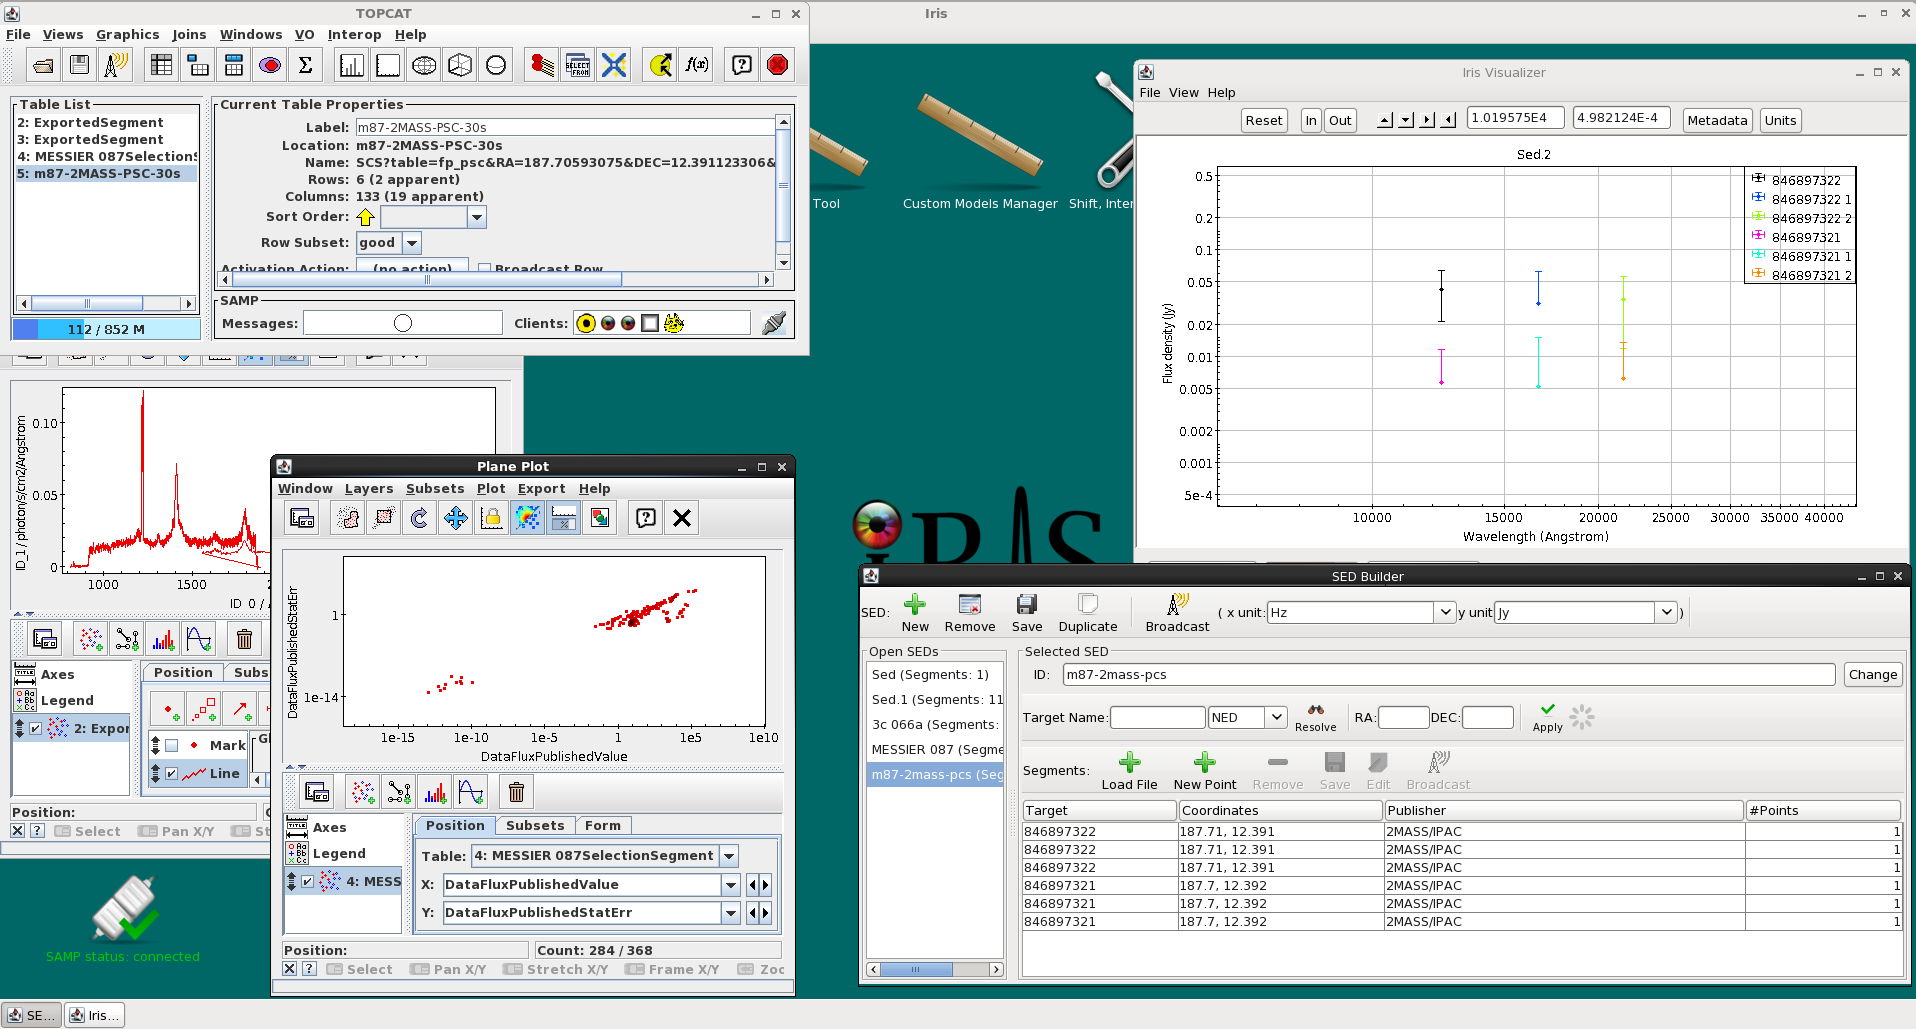 TOPCAT
File Views Graphics Joins Windows VO Interop Help
Table List
2: ExportedSegment
3: ExportedSegment
4: MESSIER 087Selection
5: m87-2MASS-PSC-30s
112 / 852 M
Current Table Properties
Label: m87-2MASS-PSC-30s
Location: m87-2MASS-PSC-30s
Name: SCS?table=fp_psc&RA=187.70593075&DEC=12.391123306&
Rows: 6 (2 apparent)
Columns: 133 (19 apparent)
Sort Order:
Row Subset: good
Activation Action: (no action) Broadcast Row
SAMP
Messages: Clients:
SELECT FROM
f(x)
Iris
Tool
Custom Models Manager
Shift, Inter
Iris Visualizer
File View Help
Reset In Out 1.019575E4 4.982124E-4 Metadata Units
Sed.2
Flux density (Jy)
0.5
0.2
0.1
0.05
0.02
0.01
0.005
0.002
0.001
5e-4
10000 15000 20000 25000 30000 35000 40000
Wavelength (Angstrom)
846897322
846897322 1
846897322 2
846897321
846897321 1
846897321 2
ID_1 / photon/s/cm2/Angstrom
0.10
0.05
0
1000 1500 2
ID_0 / A
Axes
Legend
2: Expor
Position Subs
Mark
Line
Position:
Select Pan X/Y St
SAMP status: connected
Plane Plot
Window Layers Subsets Plot Export Help
DataFluxPublishedStatErr
1
1e-14
1e-15 1e-10 1e-5 1 1e5 1e10
DataFluxPublishedValue
Axes
Legend
4: MESS
Position Subsets Form
Table: 4: MESSIER 087SelectionSegment
X: DataFluxPublishedValue
Y: DataFluxPublishedStatErr
Position: Count: 284 / 368
Select Pan X/Y Stretch X/Y Frame X/Y Zoo
IRIS
SED Builder
SED: New Remove Save Duplicate Broadcast ( x unit: Hz y unit Jy )
Open SEDs
Sed (Segments: 1)
Sed.1 (Segments: 11
3c 066a (Segments:
MESSIER 087 (Segme
m87-2mass-pcs (Seg
Selected SED
ID: m87-2mass-pcs Change
Target Name: NED Resolve RA: DEC: Apply
Segments: Load File New Point Remove Save Edit Broadcast
Target Coordinates Publisher #Points
846897322 187.71, 12.391 2MASS/IPAC 1
846897322 187.71, 12.391 2MASS/IPAC 1
846897322 187.71, 12.391 2MASS/IPAC 1
846897321 187.7, 12.392 2MASS/IPAC 1
846897321 187.7, 12.392 2MASS/IPAC 1
846897321 187.7, 12.392 2MASS/IPAC 1
SE... Iris...